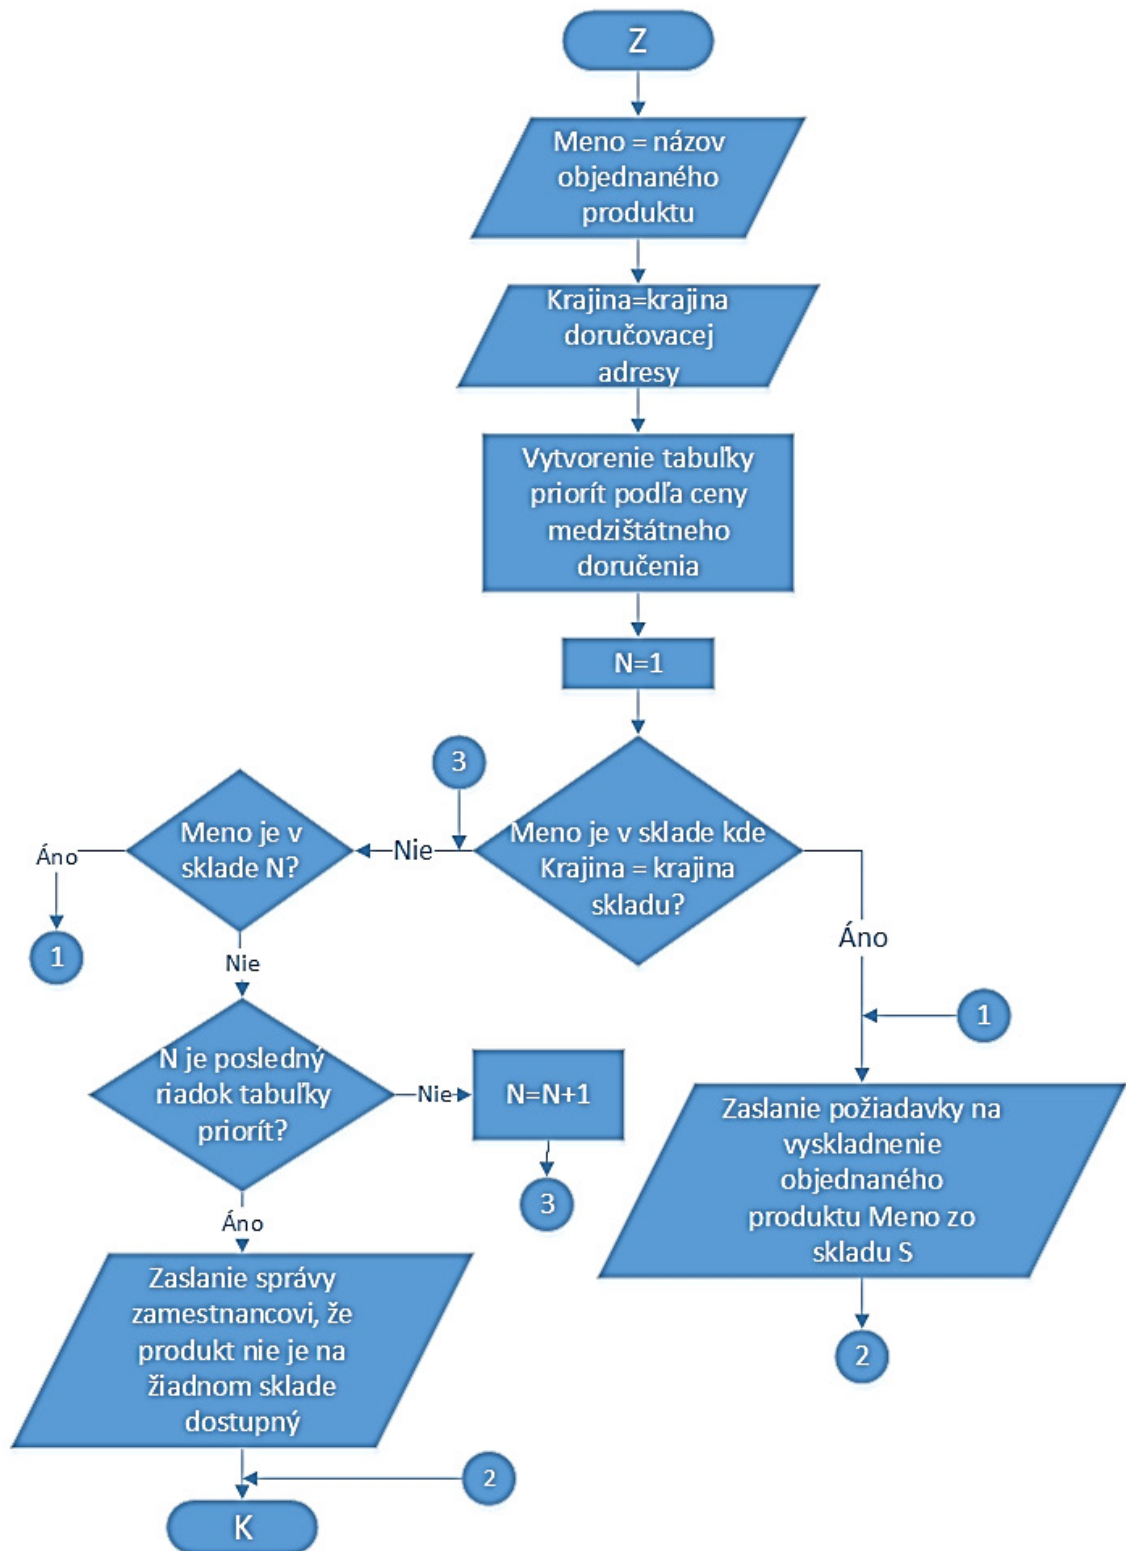 Z
Meno = názov
objednaného
produktu
Krajina=krajina
doručovacej
adresy
Vytvorenie tabuľky
priorít podľa ceny
medzištátneho
doručenia
N=1
3
Meno je v sklade kde
Krajina = krajina
skladu?
Nie
Meno je v
sklade N?
Áno
1
Nie
Áno
1
N je posledný
riadok tabuľky
priorít?
Nie
N=N+1
3
Zaslanie požiadavky na
vyskladnenie
objednaného
produktu Meno zo
skladu S
2
Áno
Zaslanie správy
zamestnancovi, že
produkt nie je na
žiadnom sklade
dostupný
2
K